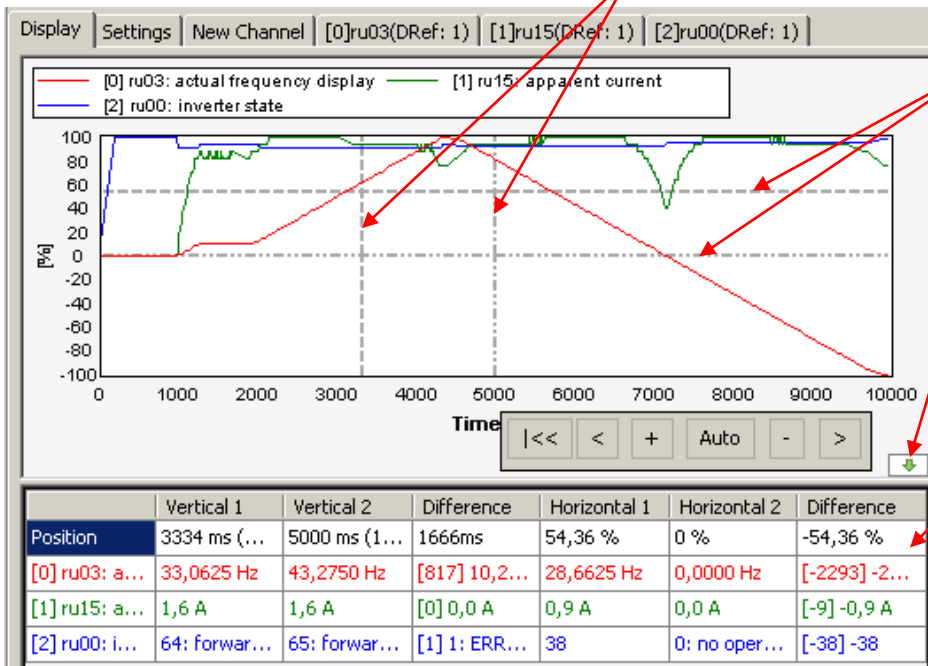 Display Settings New Channel [0]ru03(DRef: 1) [1]ru15(DRef: 1) [2]ru00(DRef: 1)
[0] ru03: actual frequency display [1] ru15: apparent current
[2] ru00: inverter state
100
80
60
40
20
0
-20
-40
-60
-80
-100
[%]
0 1000 2000 3000 4000 5000 6000 7000 8000 9000 10000
Time
|<< < + Auto - >
Vertical 1 Vertical 2 Difference Horizontal 1 Horizontal 2 Difference
Position 3334 ms (... 5000 ms (1... 1666ms 54,36 % 0 % -54,36 %
[0] ru03: a... 33,0625 Hz 43,2750 Hz [817] 10,2... 28,6625 Hz 0,0000 Hz [-2293] -2...
[1] ru15: a... 1,6 A 1,6 A [0] 0,0 A 0,9 A 0,0 A [-9] -0,9 A
[2] ru00: i... 64: forwar... 65: forwar... [1] 1: ERR... 38 0: no oper... [-38] -38